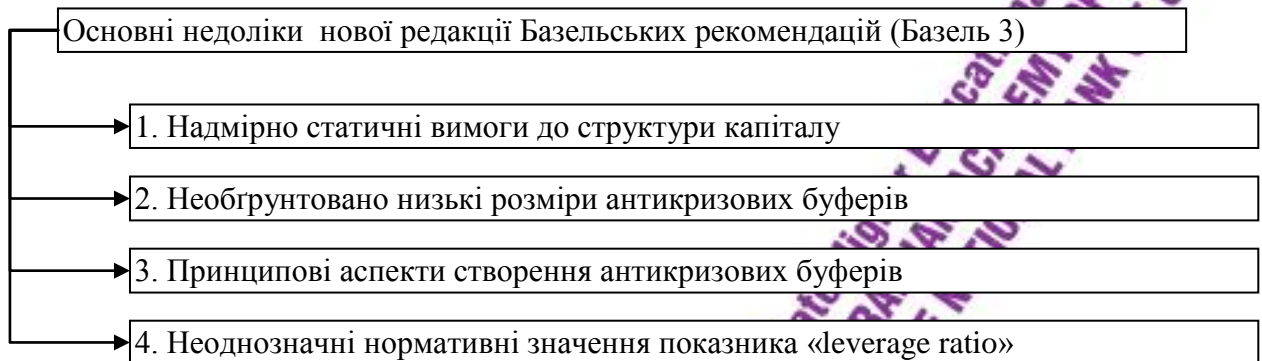 Основні недоліки нової редакції Базельських рекомендацій (Базель 3)
1. Надмірно статичні вимоги до структури капіталу
2. Необґрунтовано низькі розміри антикризових буферів
3. Принципові аспекти створення антикризових буферів
4. Неоднозначні нормативні значення показника «leverage ratio»